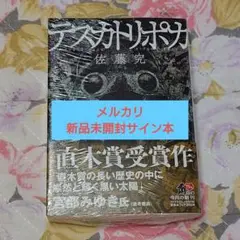 テスカトリポカ
佐藤究
メルカリ
新品未開封サイン本
直木賞受賞作
「直木賞の長い歴史の中に
燦然と輝く黒い太陽」
宮部みゆき氏